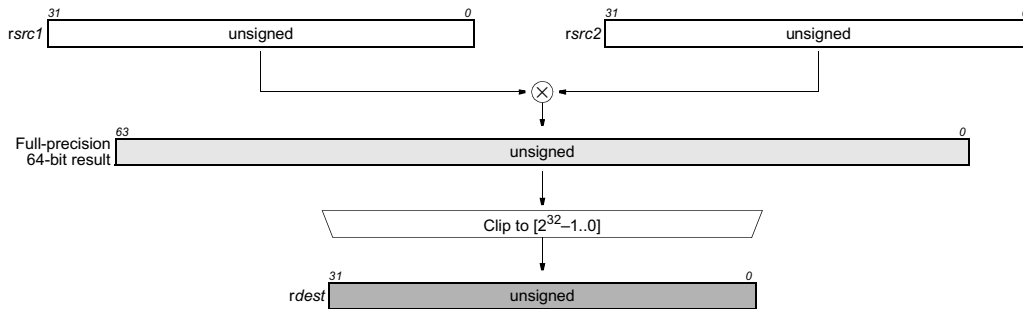 31 0 31 0
rsrc1 unsigned rsrc2 unsigned
63 0
Full-precision
64-bit result
unsigned
Clip to [2³²–1..0]
31 0
rdest unsigned